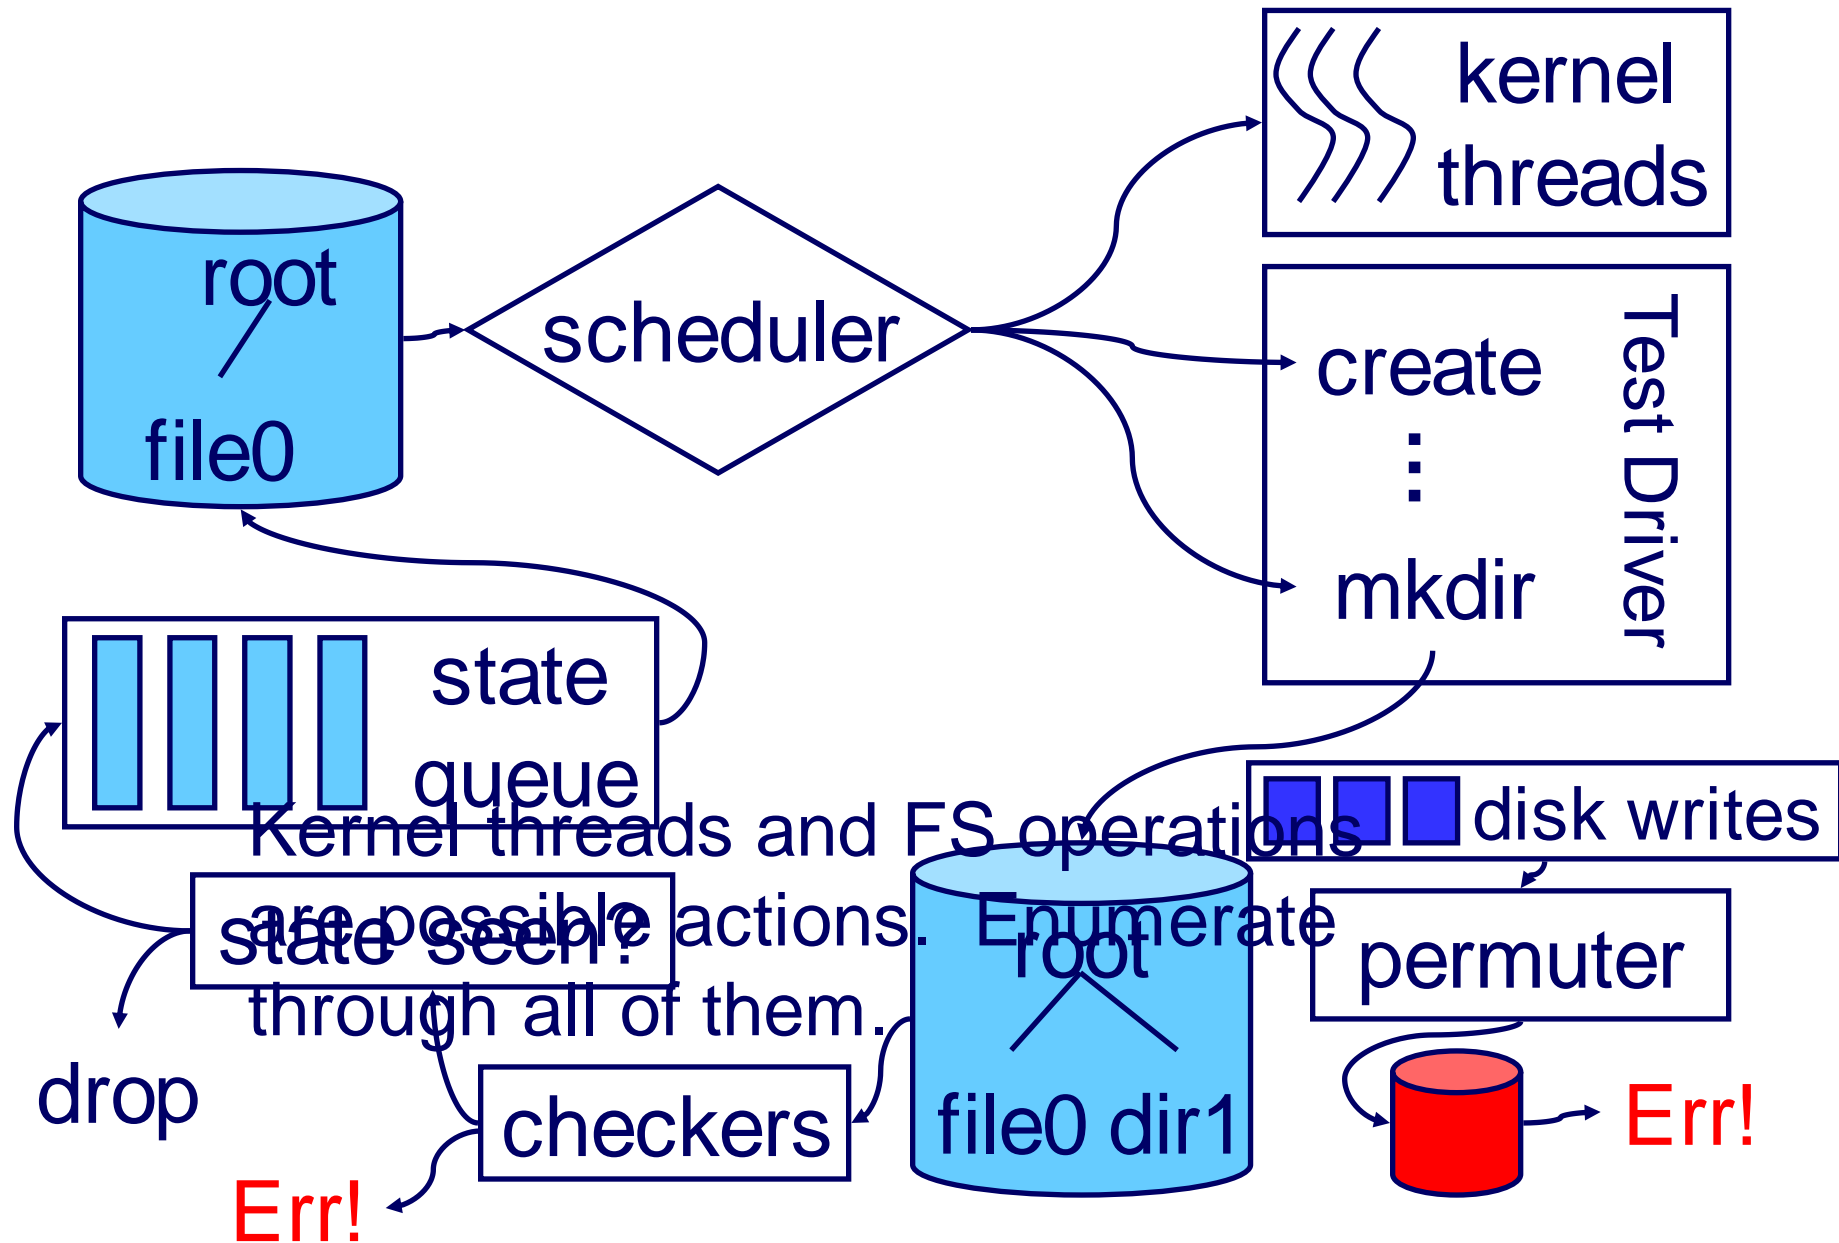 kernel
threads
root
file0
scheduler
create
...
mkdir
Test Driver
state
queue
disk writes
Kernel threads and FS operations
are possible actions. Enumerate
through all of them.
state seen?
root
file0 dir1
permuter
drop
checkers
Err!
Err!